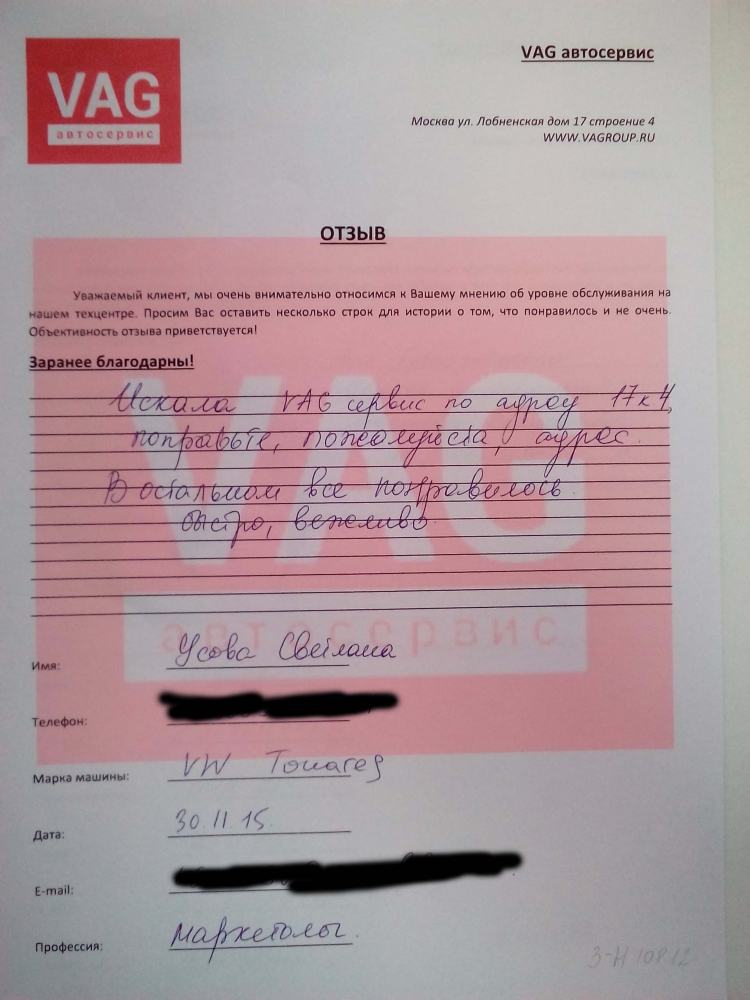 VAG
автосервис
VAG автосервис
Москва ул. Лобненская дом 17 строение 4
WWW.VAGROUP.RU
ОТЗЫВ
Уважаемый клиент, мы очень внимательно относимся к Вашему мнению об уровне обслуживания на
нашем техцентре. Просим Вас оставить несколько строк для истории о том, что понравилось и не очень.
Объективность отзыва приветствуется!
Заранее благодарны!
Искала VAG сервис по адресу 17к4,
поправьте, пожалуйста, адрес.
В остальном все понравилось
быстро, вежливо
VAG
автосервис
Имя: Усова Светлана
Телефон:
Марка машины: VW Touareg
Дата: 30.11.15.
E-mail:
Профессия: маркетолог.